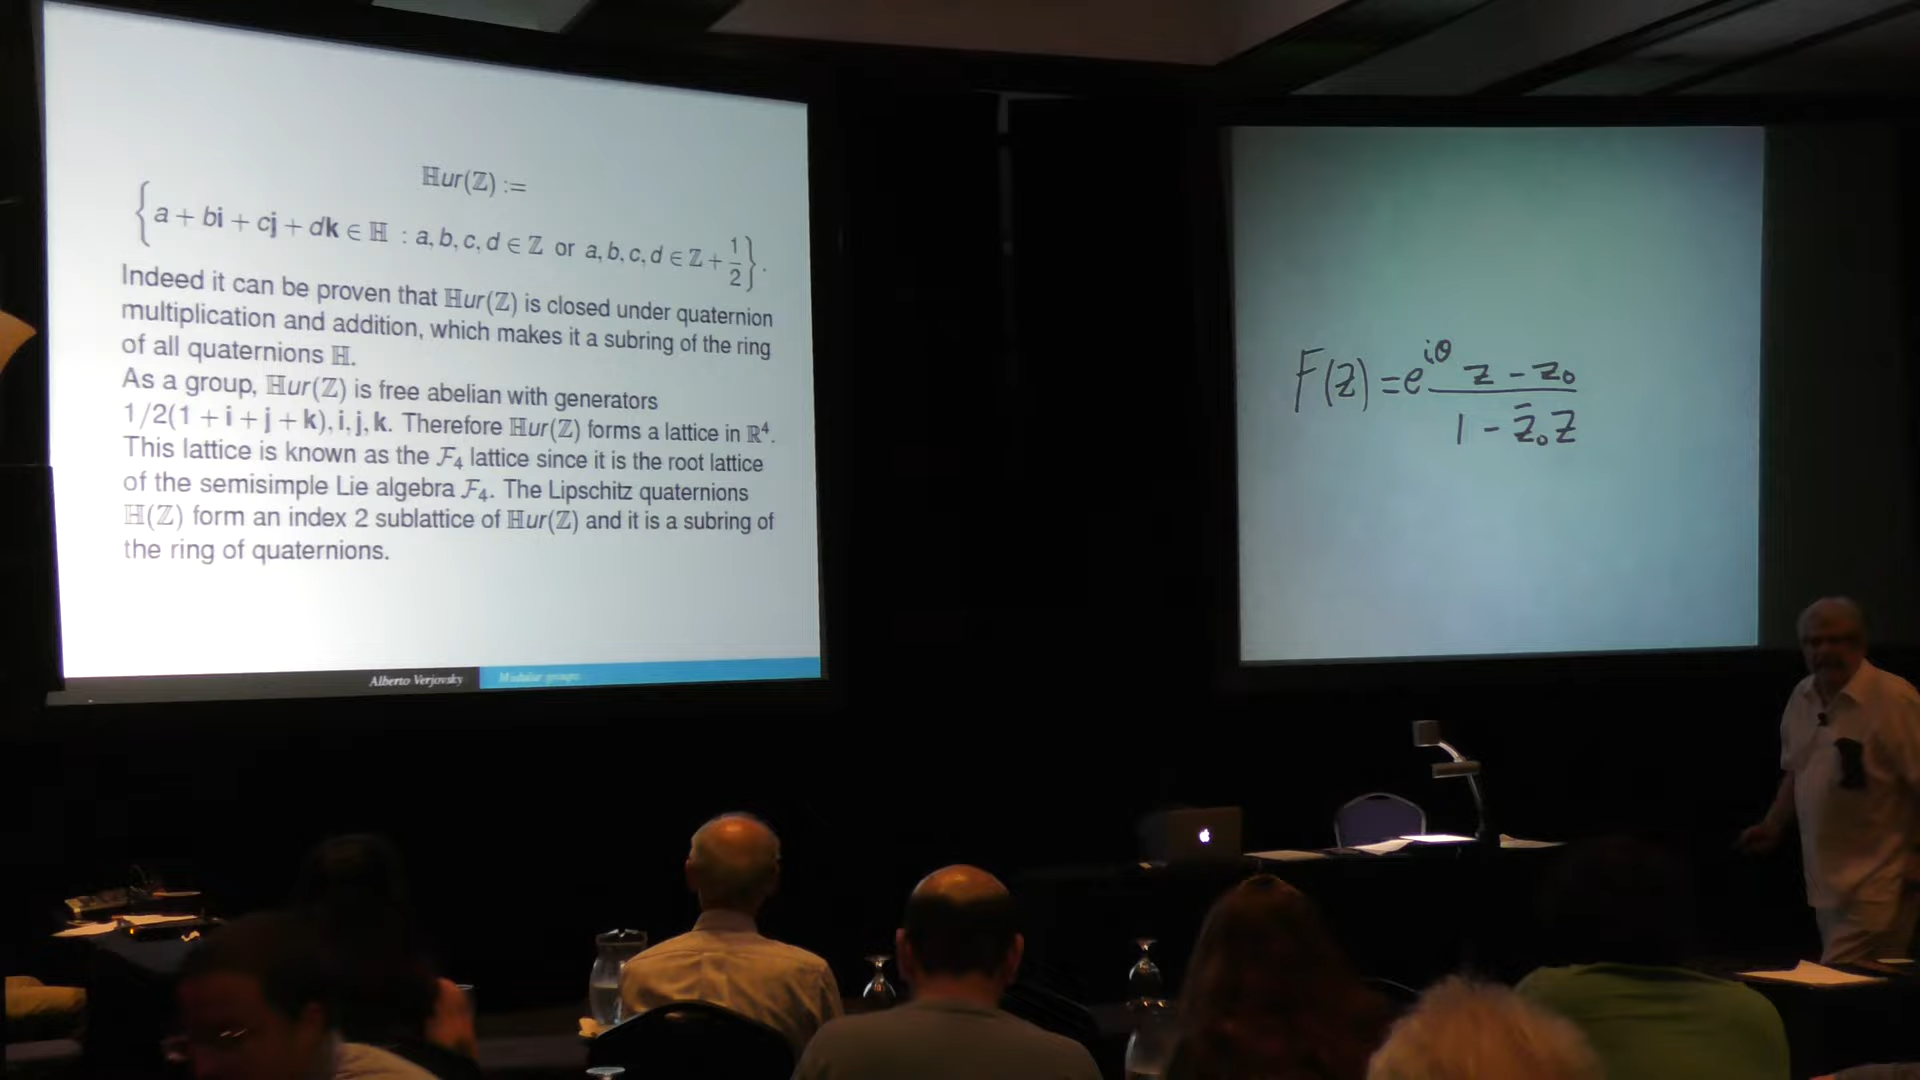 ℍur(ℤ) :=
{a + bi + cj + dk ∈ ℍ : a, b, c, d ∈ ℤ or a, b, c, d ∈ ℤ + 1/2}.
Indeed it can be proven that ℍur(ℤ) is closed under quaternion
multiplication and addition, which makes it a subring of the ring
of all quaternions ℍ.
As a group, ℍur(ℤ) is free abelian with generators
1/2(1 + i + j + k), i, j, k. Therefore ℍur(ℤ) forms a lattice in ℝ⁴.
This lattice is known as the F₄ lattice since it is the root lattice
of the semisimple Lie algebra F₄. The Lipschitz quaternions
ℍ(ℤ) form an index 2 sublattice of ℍur(ℤ) and it is a subring of
the ring of quaternions.
Alberto Verjovsky Modular groups
F(z) = e^{iθ} (z - z₀)/(1 - z̄₀z)